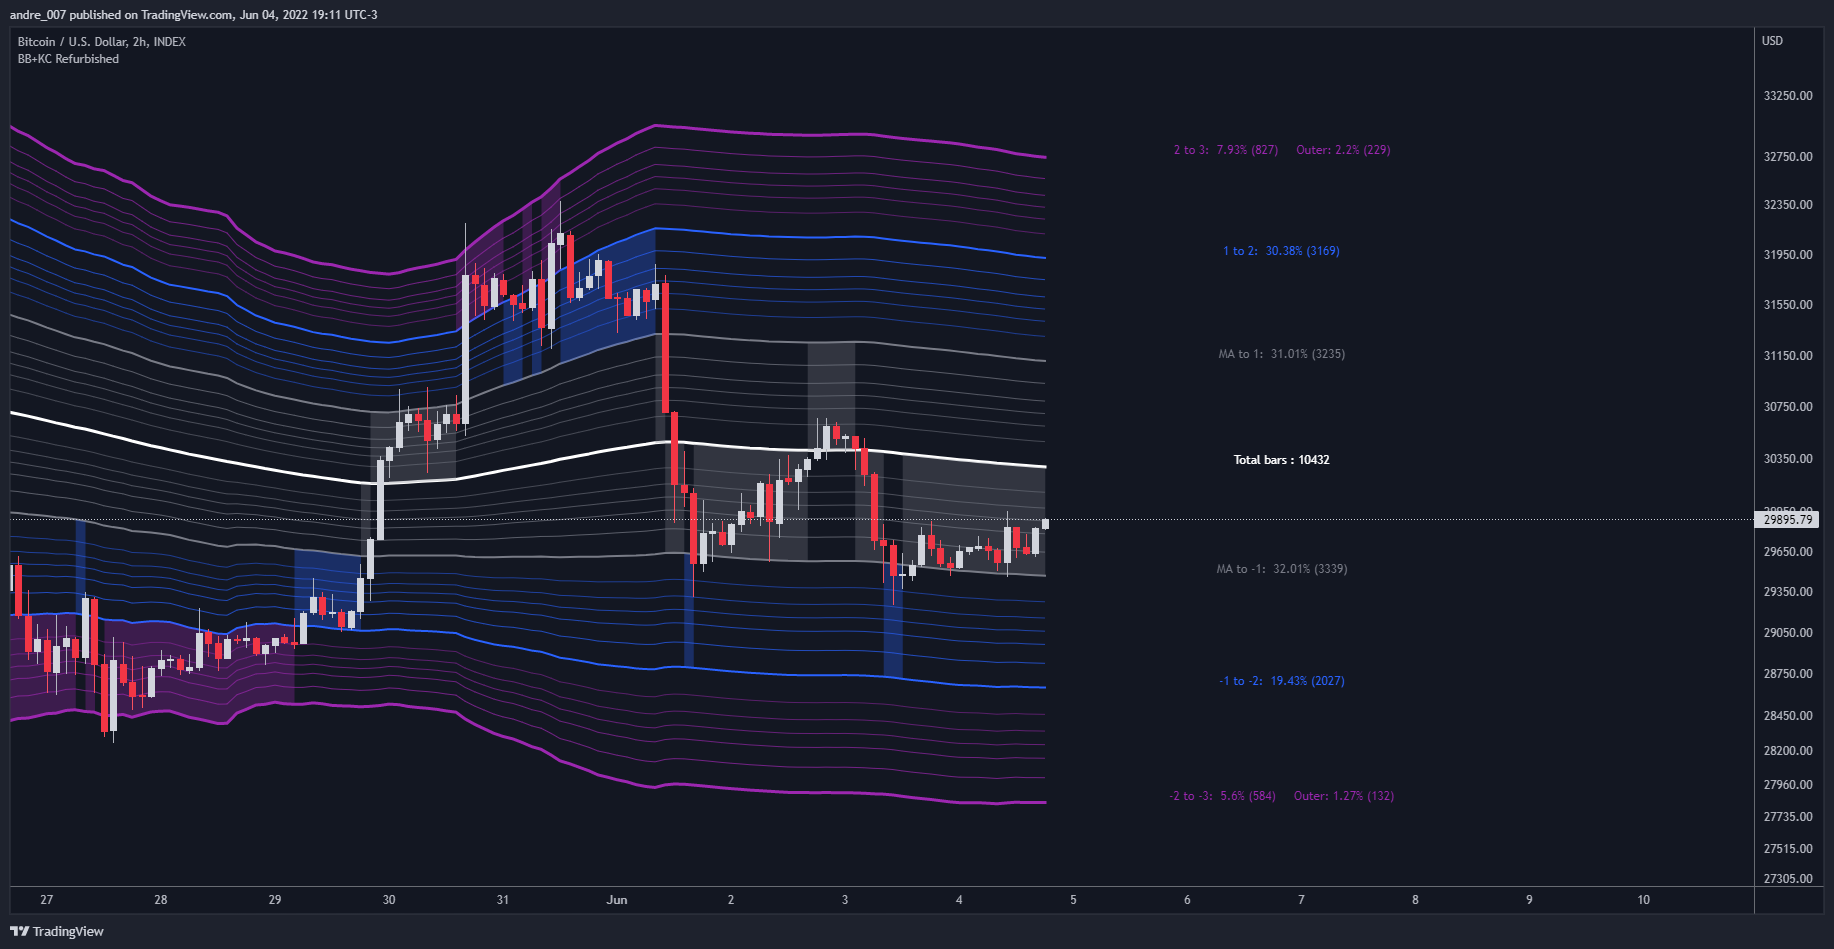 andre_007 published on TradingView.com, Jun 04, 2022 19:11 UTC-3
Bitcoin / U.S. Dollar, 2h, INDEX
BB+KC Refurbished
USD
33250.00
2 to 3: 7.93% (827) Outer: 2.2% (229)
32750.00
32350.00
1 to 2: 30.38% (3169)
31950.00
31550.00
MA to 1: 31.01% (3235)
31150.00
30750.00
Total bars : 10432
30350.00
29895.79
29650.00
MA to -1: 32.01% (3339)
29350.00
29050.00
28750.00
-1 to -2: 19.43% (2027)
28450.00
28200.00
27960.00
-2 to -3: 5.6% (584) Outer: 1.27% (132)
27735.00
27515.00
27305.00
27 28 29 30 31 Jun 2 3 4 5 6 7 8 9 10
TradingView